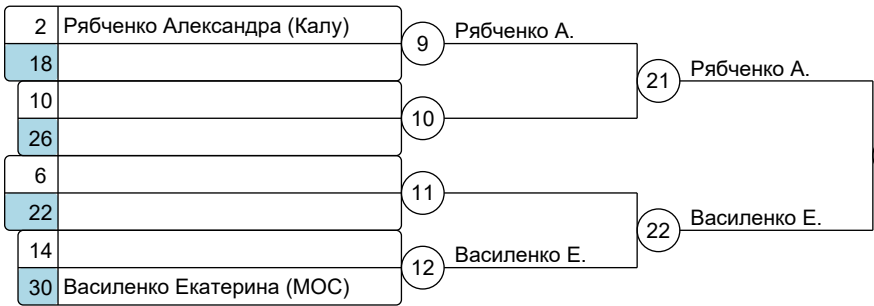 2 Рябченко Александра (Калу)
9 Рябченко А.
18
21 Рябченко А.
10
10
26
6
11
22
22 Василенко Е.
14
12 Василенко Е.
30 Василенко Екатерина (МОС)